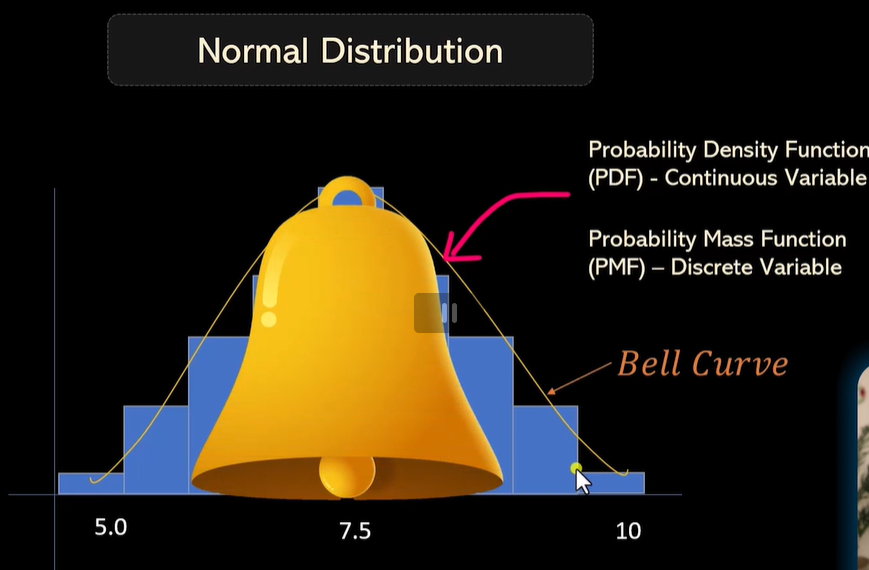 Normal Distribution
Probability Density Function
(PDF) - Continuous Variable
Probability Mass Function
(PMF) – Discrete Variable
Bell Curve
5.0
7.5
10